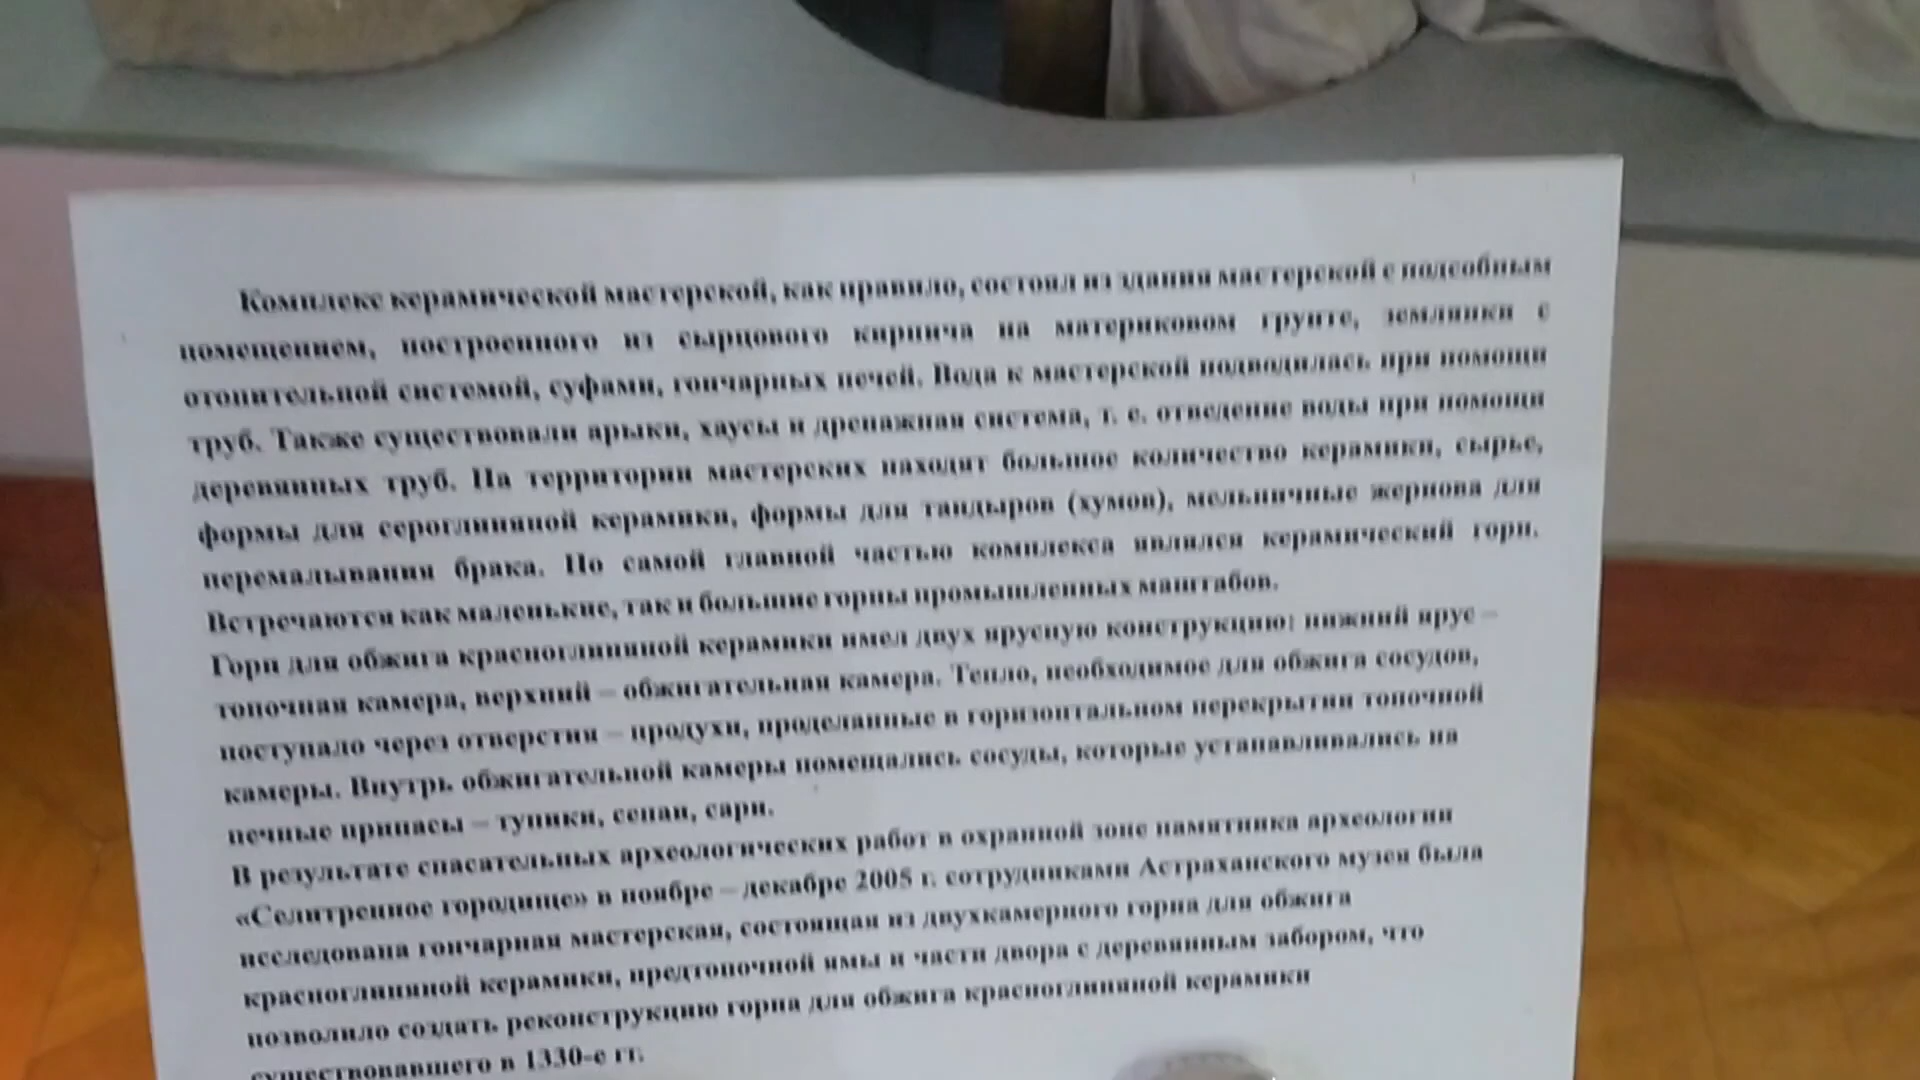 Комплекс керамической мастерской, как правило, состоял из здания мастерской с подсобным
помещением, построенного из сырцового кирпича на материковом грунте, землянки с
отопительной системой, суфами, гончарных печей. Вода к мастерской подводилась при помощи
труб. Также существовали арыки, хаусы и дренажная система, т. е. отведение воды при помощи
деревянных труб. На территории мастерских находят большое количество керамики, сырье,
формы для сероглиняной керамики, формы для тандыров (хумов), мельничные жернова для
перемалывания брака. Но самой главной частью комплекса являлся керамический горн.
Встречаются как маленькие, так и большие горны промышленных маштабов.
Горн для обжига красноглиняной керамики имел двух ярусную конструкцию: нижний ярус –
топочная камера, верхний – обжигательная камера. Тепло, необходимое для обжига сосудов,
поступало через отверстия – продухи, проделанные в горизонтальном перекрытии топочной
камеры. Внутрь обжигательной камеры помещались сосуды, которые устанавливались на
печные припасы – тупики, сепаи, сари.
В результате спасательных археологических работ в охранной зоне памятника археологии
«Селитренное городище» в ноябре – декабре 2005 г. сотрудниками Астраханского музея была
исследована гончарная мастерская, состоящая из двухкамерного горна для обжига
красноглиняной керамики, предтопочной ямы и части двора с деревянным забором, что
позволило создать реконструкцию горна для обжига красноглиняной керамики
существовавшего в 1330-е гг.